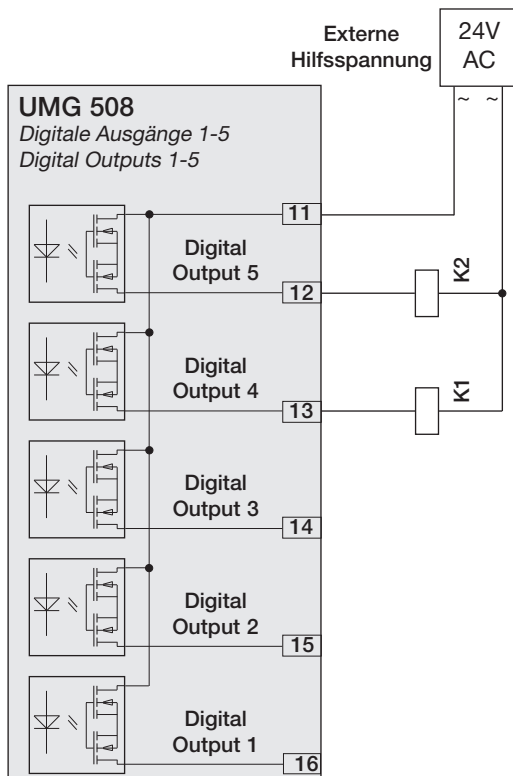 Externe
Hilfsspannung
24V
AC
~ ~
UMG 508
Digitale Ausgänge 1-5
Digital Outputs 1-5
11
Digital
Output 5
12
K2
Digital
Output 4
13
K1
Digital
Output 3
14
Digital
Output 2
15
Digital
Output 1
16